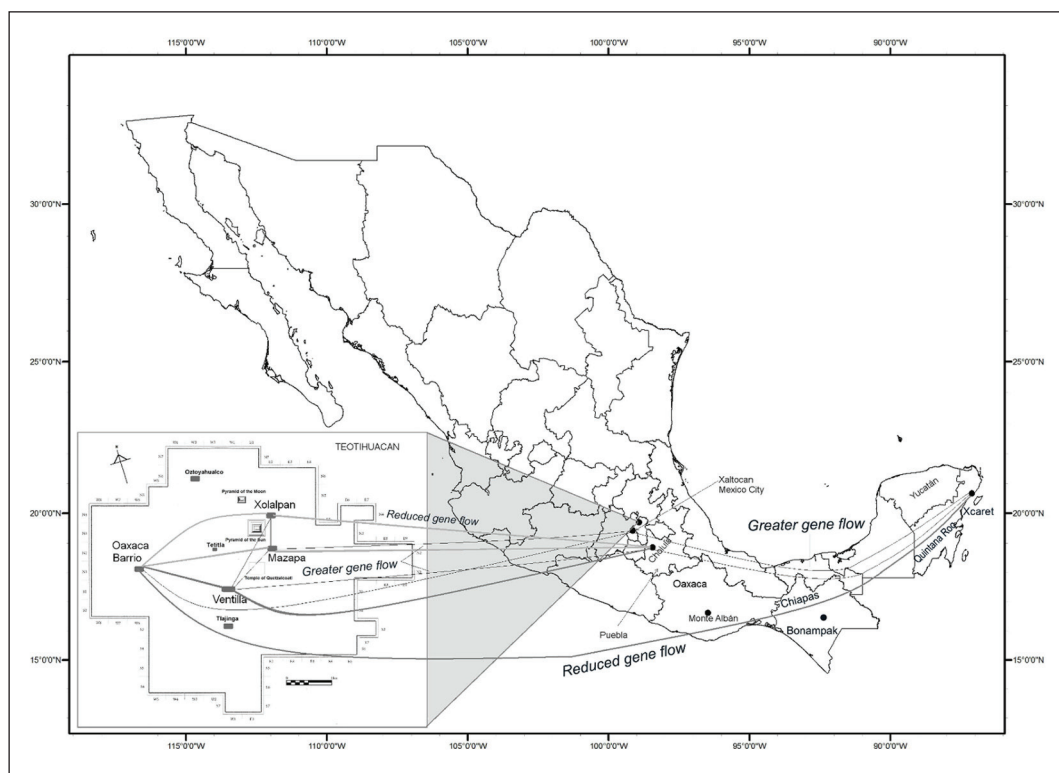 115°0'0"W 110°0'0"W 105°0'0"W 100°0'0"W 95°0'0"W 90°0'0"W
30°0'0"N 30°0'0"N
25°0'0"N 25°0'0"N
20°0'0"N 20°0'0"N
15°0'0"N 15°0'0"N
TEOTIHUACAN
Oztoyahualco
Pyramid of the Moon
Xolalpan
Reduced gene flow
Pyramid of the Sun
Oaxaca
Barrio
Tetitla
Mazapa
Greater gene flow
Temple of Quetzalcoatl
Ventilla
Tlajinga
Xaltocan
Mexico City
Cholula
Puebla
Oaxaca
Monte Albán
Greater gene flow
Yucatán
Xcaret
Quintana Roo
Chiapas
Bonampak
Reduced gene flow
115°0'0"W 110°0'0"W 105°0'0"W 100°0'0"W 95°0'0"W 90°0'0"W